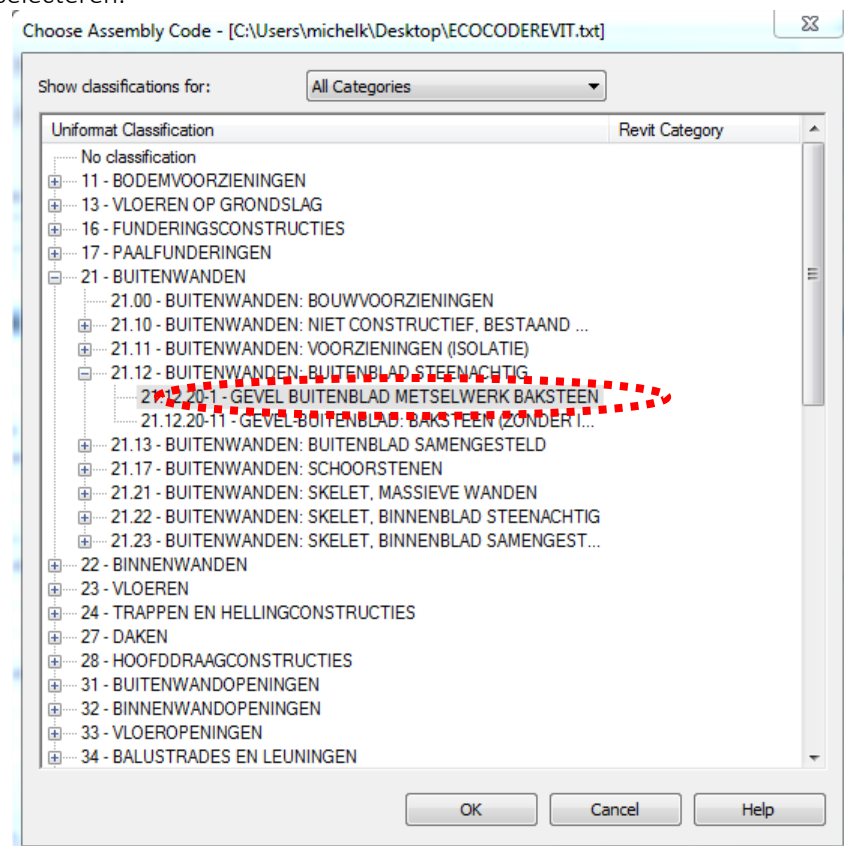 selecteren.
Choose Assembly Code - [C:\Users\michelk\Desktop\ECOCODEREVIT.txt]
Show classifications for: All Categories
Uniformat Classification Revit Category
No classification
11 - BODEMVOORZIENINGEN
13 - VLOEREN OP GRONDSLAG
16 - FUNDERINGSCONSTRUCTIES
17 - PAALFUNDERINGEN
21 - BUITENWANDEN
21.00 - BUITENWANDEN: BOUWVOORZIENINGEN
21.10 - BUITENWANDEN: NIET CONSTRUCTIEF, BESTAAND ...
21.11 - BUITENWANDEN: VOORZIENINGEN (ISOLATIE)
21.12 - BUITENWANDEN: BUITENBLAD STEENACHTIG
21.12.20-1 - GEVEL BUITENBLAD METSELWERK BAKSTEEN
21.12.20-11 - GEVEL-BUITENBLAD: BAKSTEEN (ZONDER I...
21.13 - BUITENWANDEN: BUITENBLAD SAMENGESTELD
21.17 - BUITENWANDEN: SCHOORSTENEN
21.21 - BUITENWANDEN: SKELET, MASSIEVE WANDEN
21.22 - BUITENWANDEN: SKELET, BINNENBLAD STEENACHTIG
21.23 - BUITENWANDEN: SKELET, BINNENBLAD SAMENGEST...
22 - BINNENWANDEN
23 - VLOEREN
24 - TRAPPEN EN HELLINGCONSTRUCTIES
27 - DAKEN
28 - HOOFDDRAAGCONSTRUCTIES
31 - BUITENWANDOPENINGEN
32 - BINNENWANDOPENINGEN
33 - VLOEROPENINGEN
34 - BALUSTRADES EN LEUNINGEN
OK Cancel Help